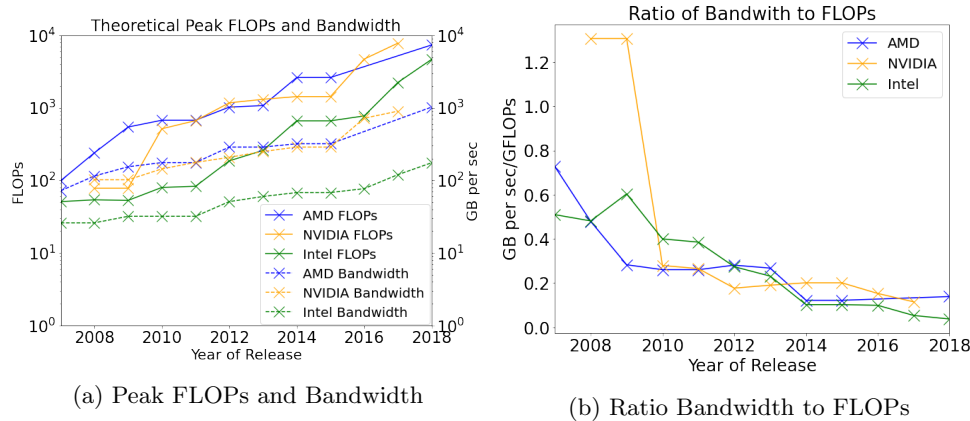 Theoretical Peak FLOPs and Bandwidth
10^4
10^3
10^2
10^1
10^0
FLOPs
10^4
10^3
10^2
10^1
10^0
GB per sec
AMD FLOPs
NVIDIA FLOPs
Intel FLOPs
AMD Bandwidth
NVIDIA Bandwidth
Intel Bandwidth
2008 2010 2012 2014 2016 2018
Year of Release
(a) Peak FLOPs and Bandwidth
Ratio of Bandwith to FLOPs
AMD
NVIDIA
Intel
1.2
1.0
0.8
0.6
0.4
0.2
0.0
GB per sec/GFLOPs
2008 2010 2012 2014 2016 2018
Year of Release
(b) Ratio Bandwidth to FLOPs